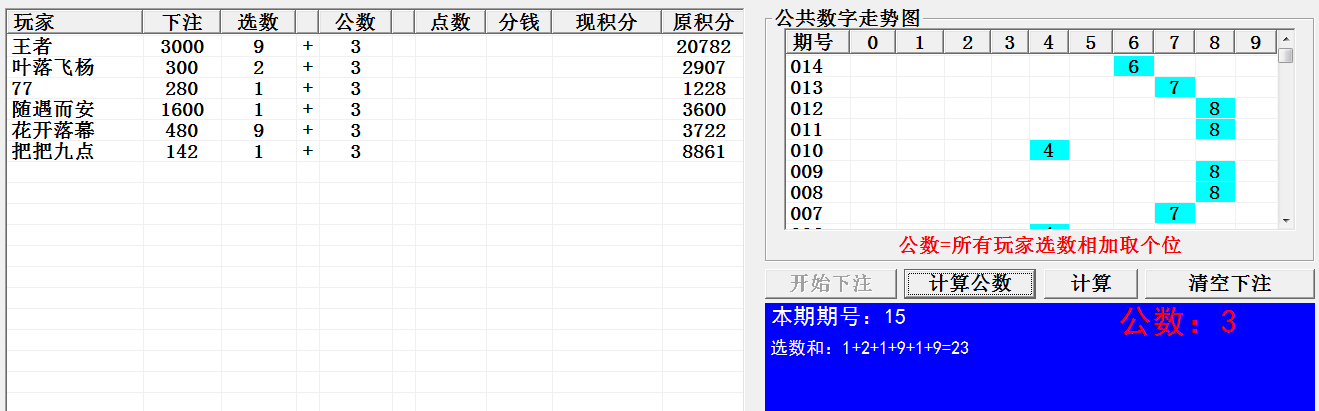 玩家 下注 选数 公数 点数 分钱 现积分 原积分
王者 3000 9 + 3 20782
叶落飞杨 300 2 + 3 2907
77 280 1 + 3 1228
随遇而安 1600 1 + 3 3600
花开落幕 480 9 + 3 3722
把把九点 142 1 + 3 8861
公共数字走势图
期号 0 1 2 3 4 5 6 7 8 9
014 6
013 7
012 8
011 8
010 4
009 8
008 8
007 7
公数=所有玩家选数相加取个位
开始下注 计算公数 计算 清空下注
本期期号：15
公数：3
选数和：1+2+1+9+1+9=23